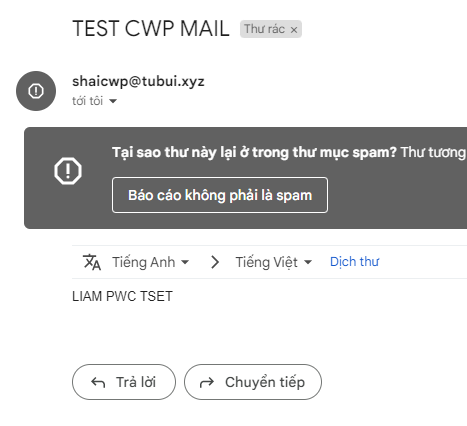 TEST CWP MAIL Thư rác ×
shaicwp@tubui.xyz
tới tôi
Tại sao thư này lại ở trong thư mục spam? Thư tương
Báo cáo không phải là spam
Tiếng Anh > Tiếng Việt Dịch thư
LIAM PWC TSET
Trả lời Chuyển tiếp